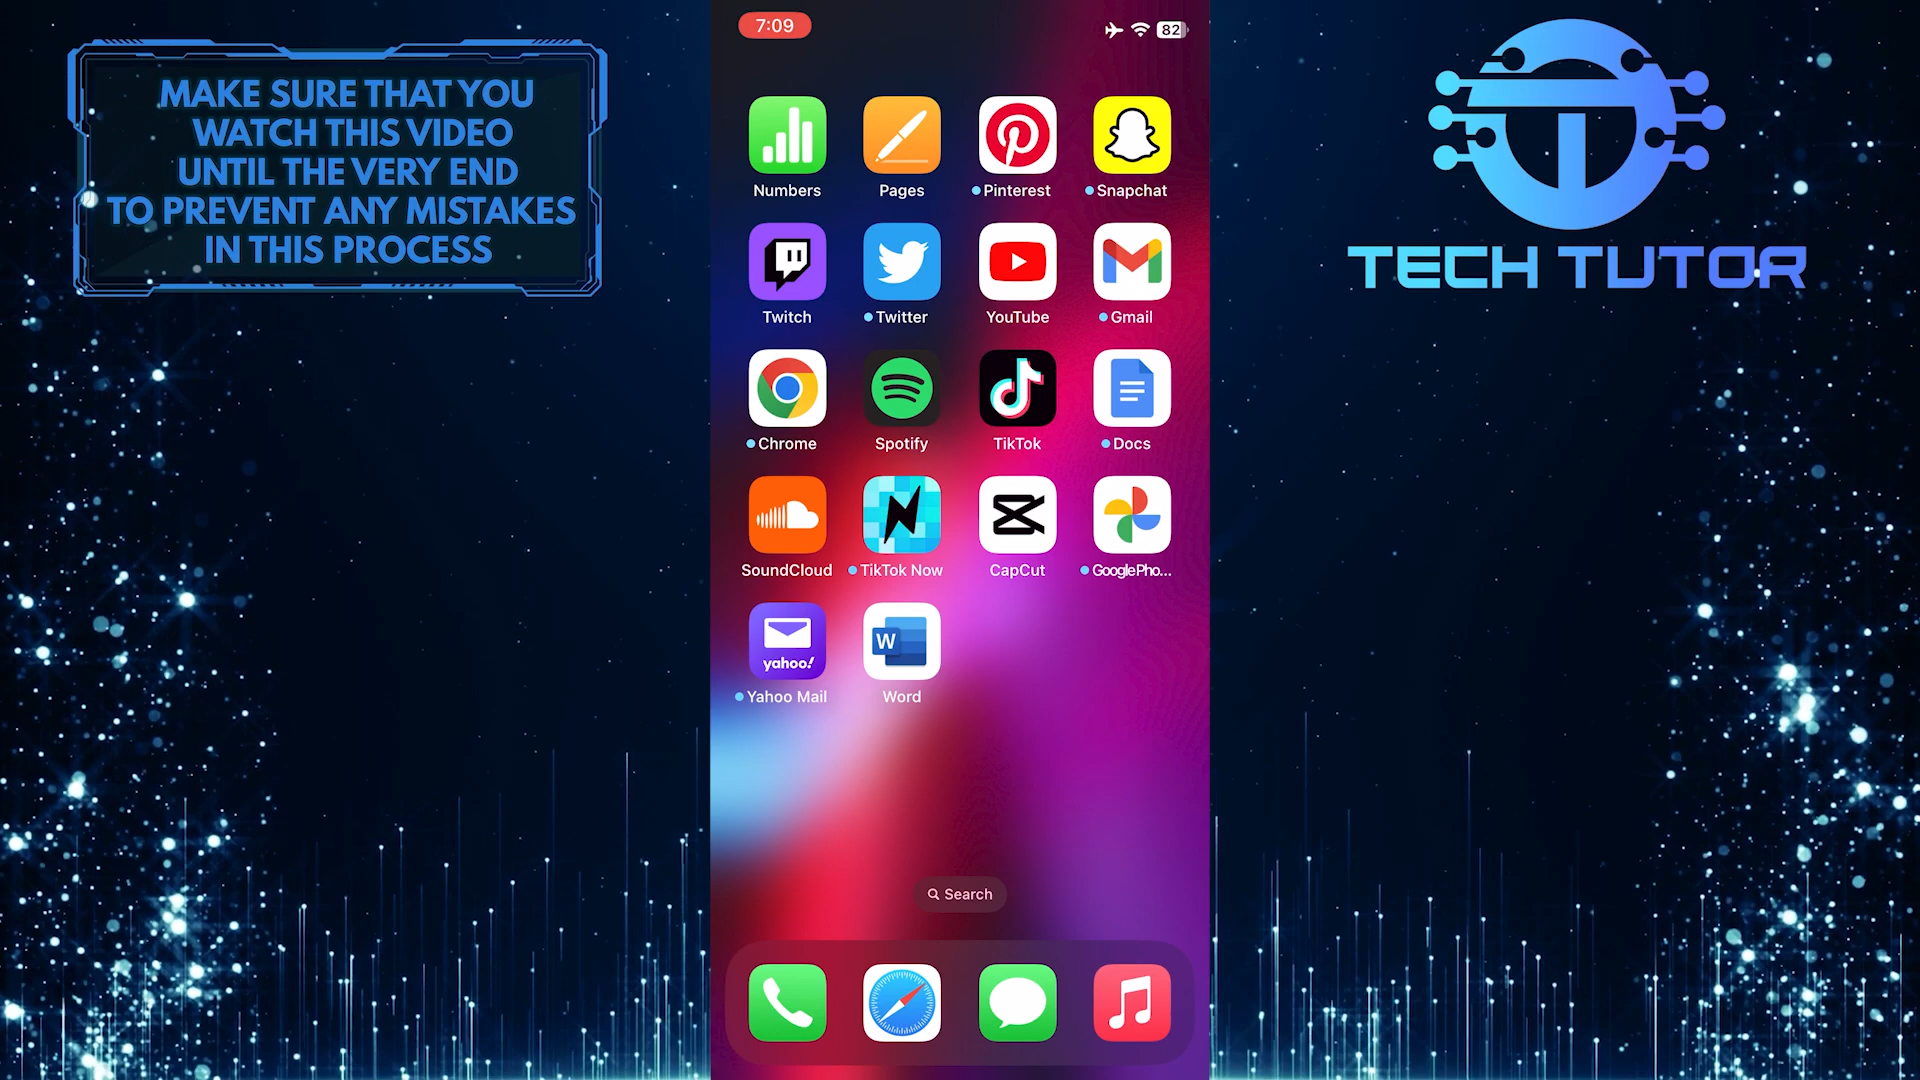 MAKE SURE THAT YOU
WATCH THIS VIDEO
UNTIL THE VERY END
TO PREVENT ANY MISTAKES
IN THIS PROCESS
7:09
82
Numbers
Pages
Pinterest
Snapchat
Twitch
Twitter
YouTube
Gmail
Chrome
Spotify
TikTok
Docs
SoundCloud
TikTok Now
CapCut
Google Pho...
yahoo!
W
Yahoo Mail
Word
Search
TECH TUTOR